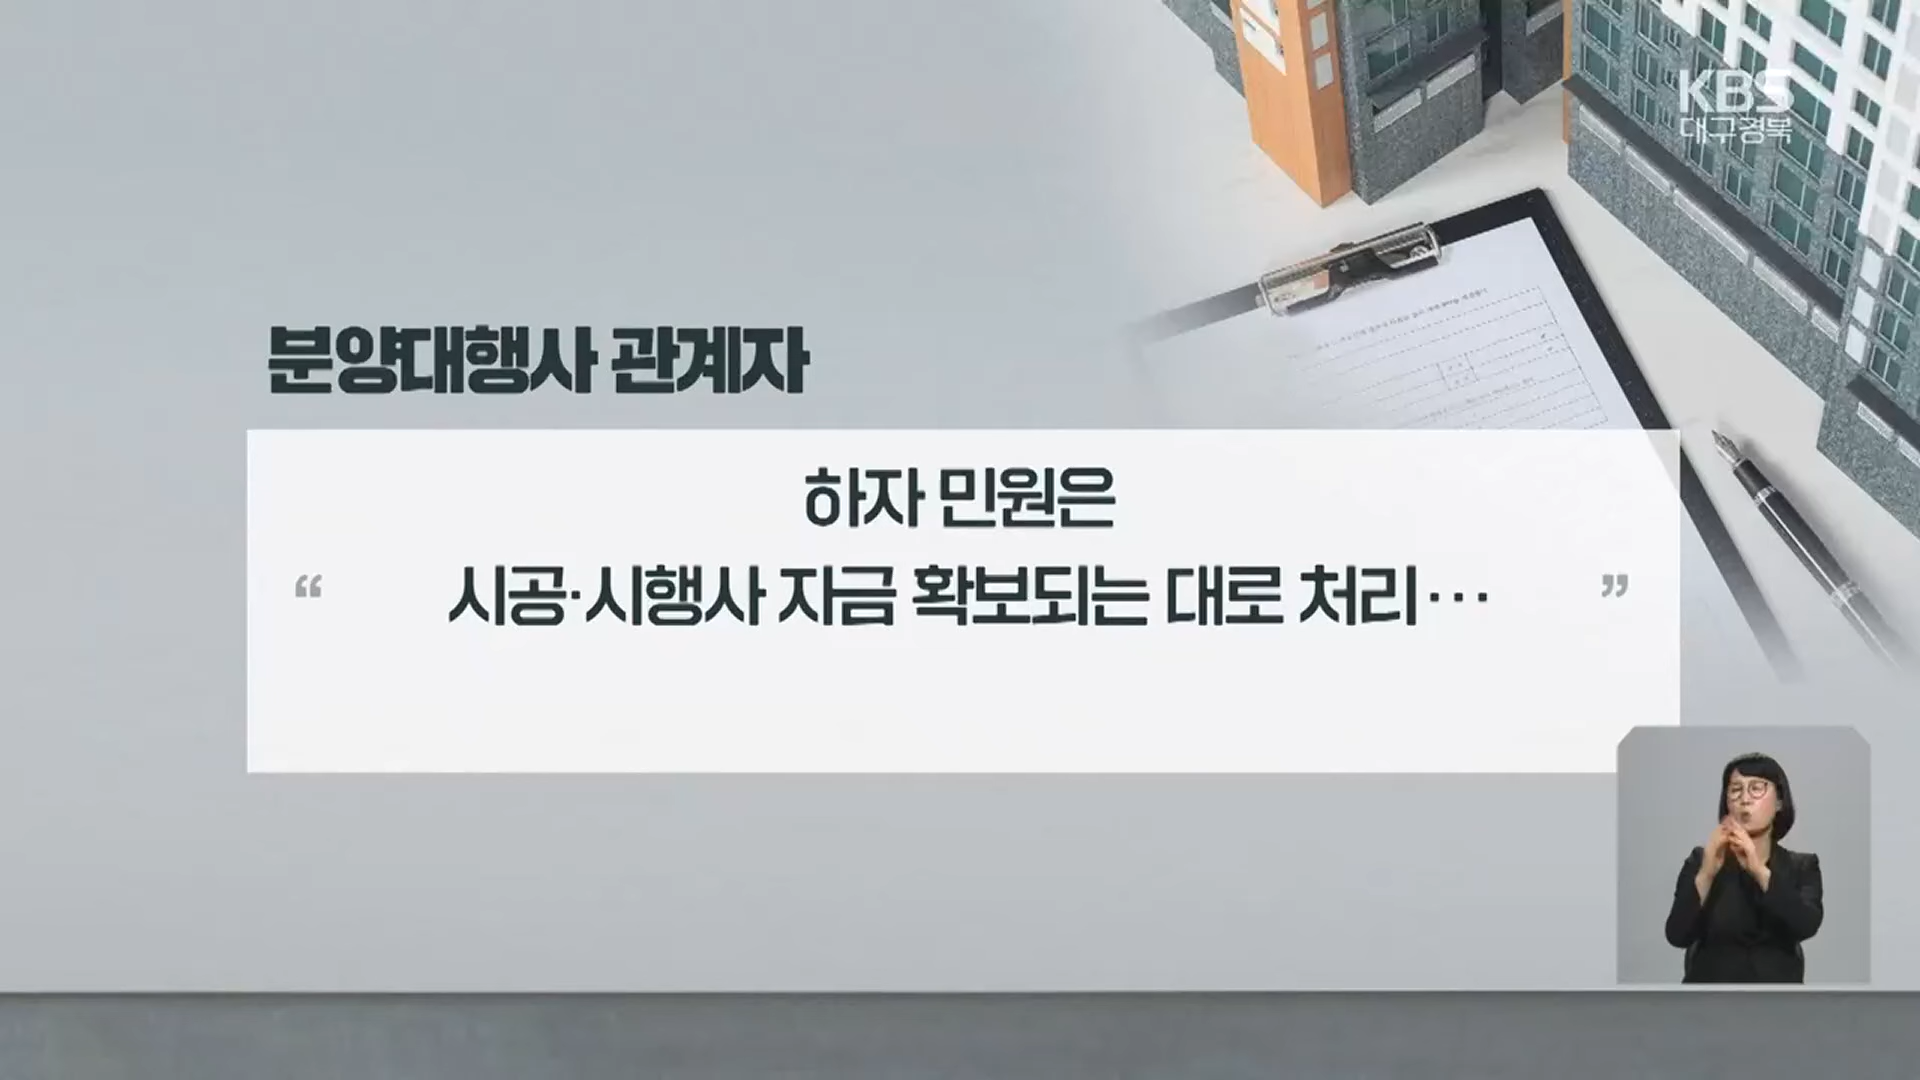 KBS
대구경북
분양대행사 관계자
하자 민원은
“ 시공·시행사 자금 확보되는 대로 처리… ”